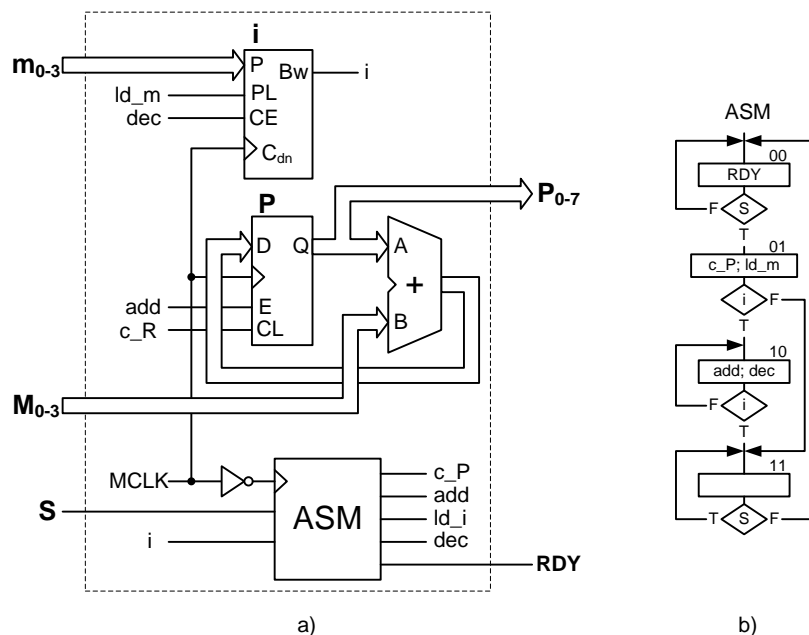 i
m0-3
P
Bw
i
ld_m
PL
dec
CE
Cdn
P
P0-7
D
Q
A
+
add
E
c_R
CL
B
M0-3
MCLK
S
i
ASM
c_P
add
ld_i
dec
RDY
a)
ASM
00
RDY
F S
T
01
c_P; ld_m
i F
T
10
add; dec
F i
T
11
T S F
b)